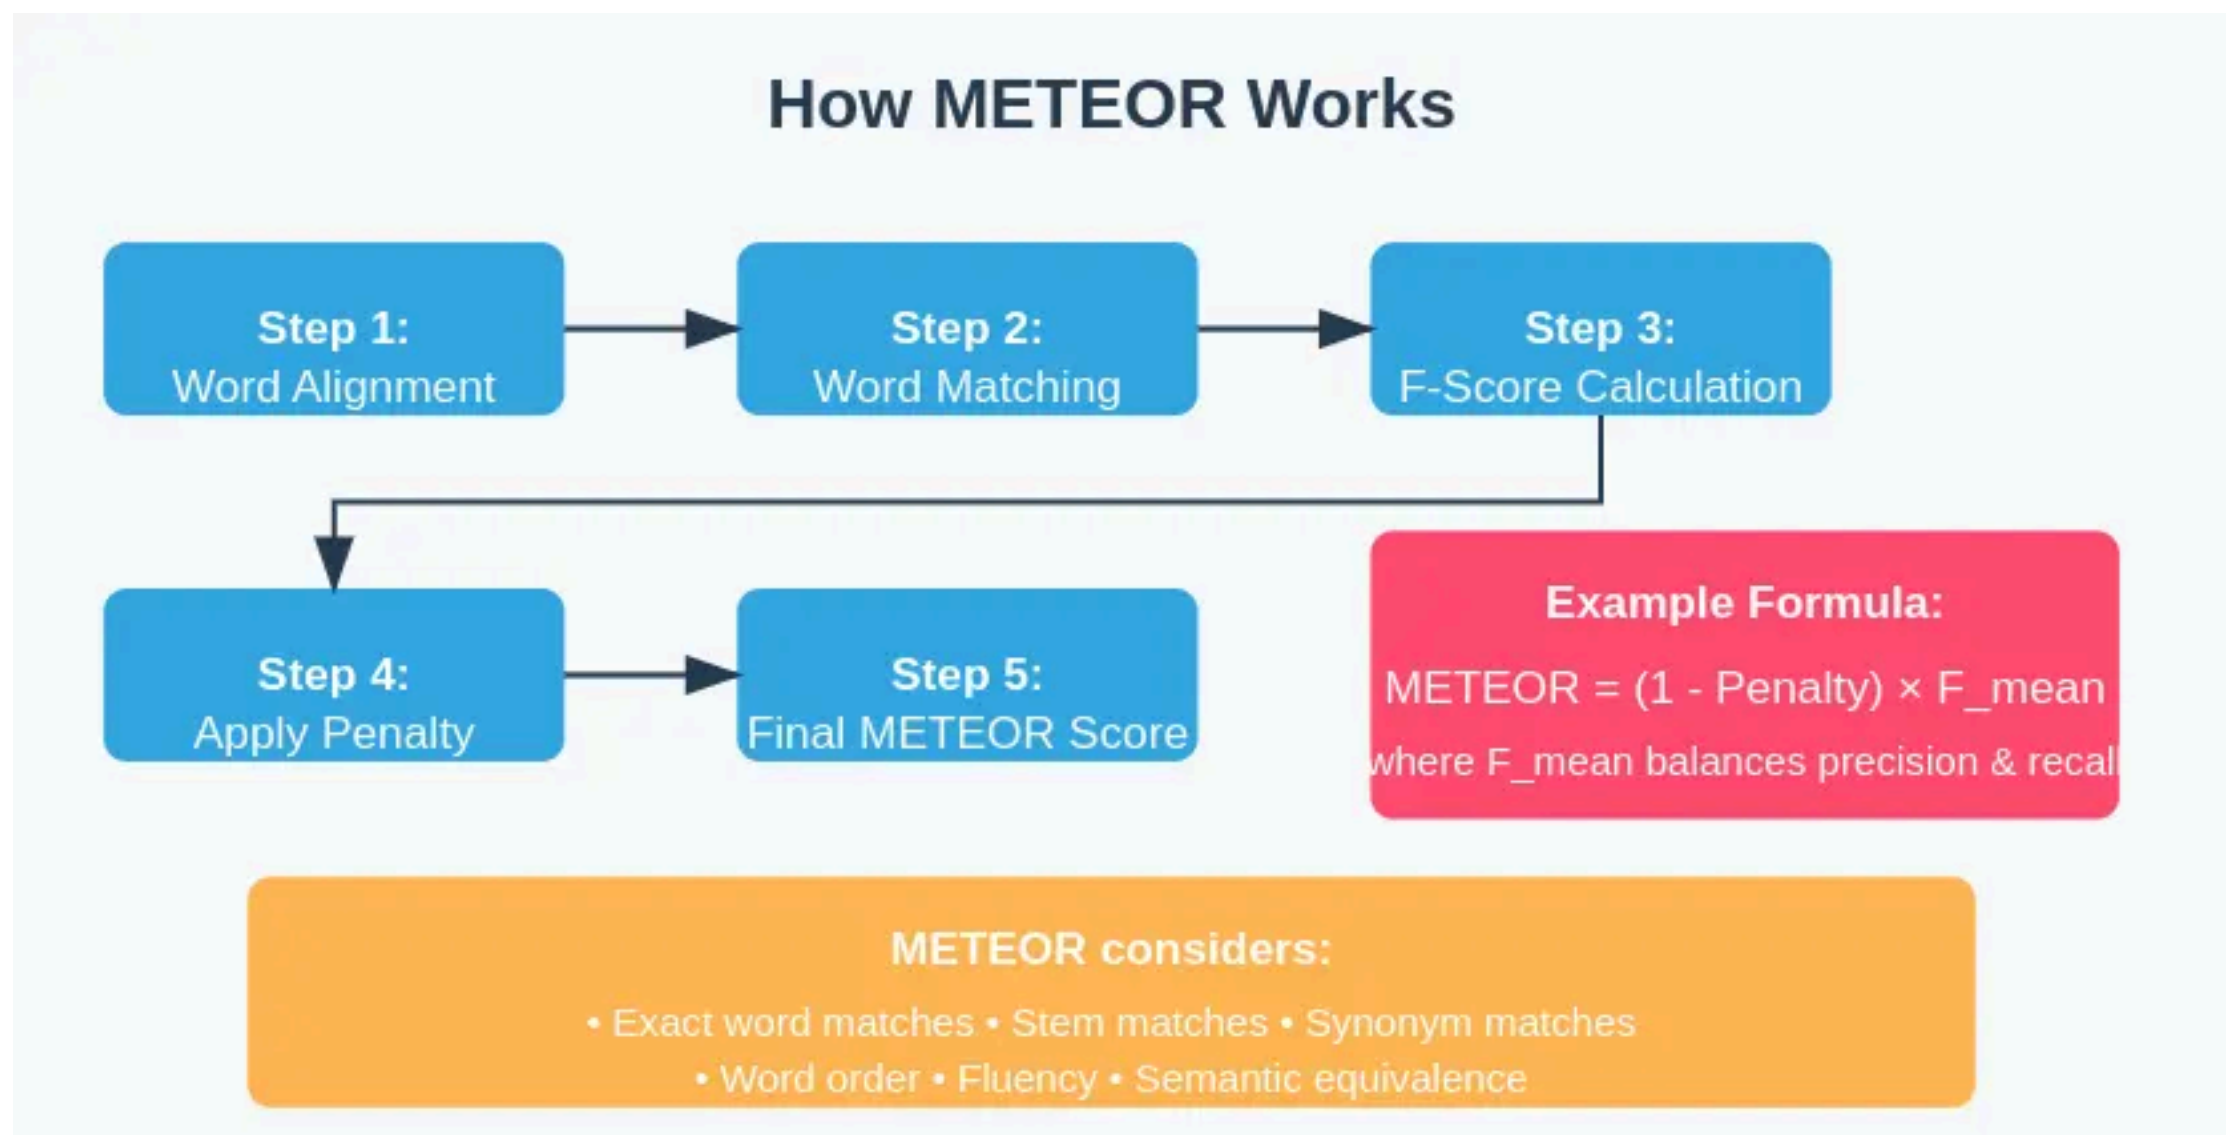 How METEOR Works
Step 1:
Word Alignment
Step 2:
Word Matching
Step 3:
F-Score Calculation
Step 4:
Apply Penalty
Step 5:
Final METEOR Score
Example Formula:
METEOR = (1 - Penalty) × F_mean
where F_mean balances precision & recall
METEOR considers:
• Exact word matches • Stem matches • Synonym matches
• Word order • Fluency • Semantic equivalence